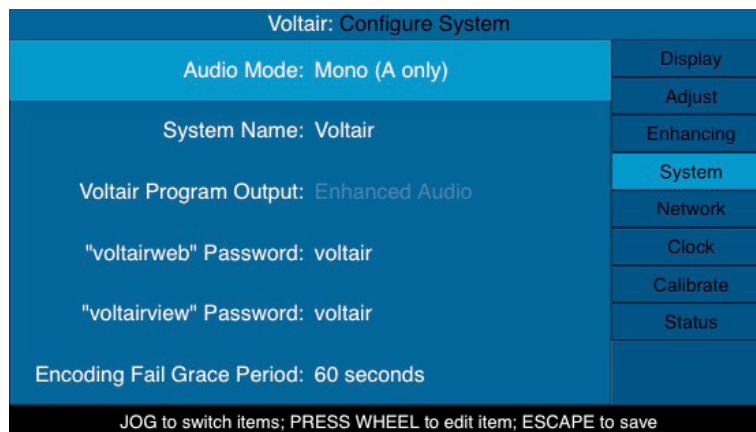 Voltair: Configure System
Audio Mode: Mono (A only)
System Name: Voltair
Voltair Program Output: Enhanced Audio
"voltairweb" Password: voltair
"voltairview" Password: voltair
Encoding Fail Grace Period: 60 seconds
Display
Adjust
Enhancing
System
Network
Clock
Calibrate
Status
JOG to switch items; PRESS WHEEL to edit item; ESCAPE to save